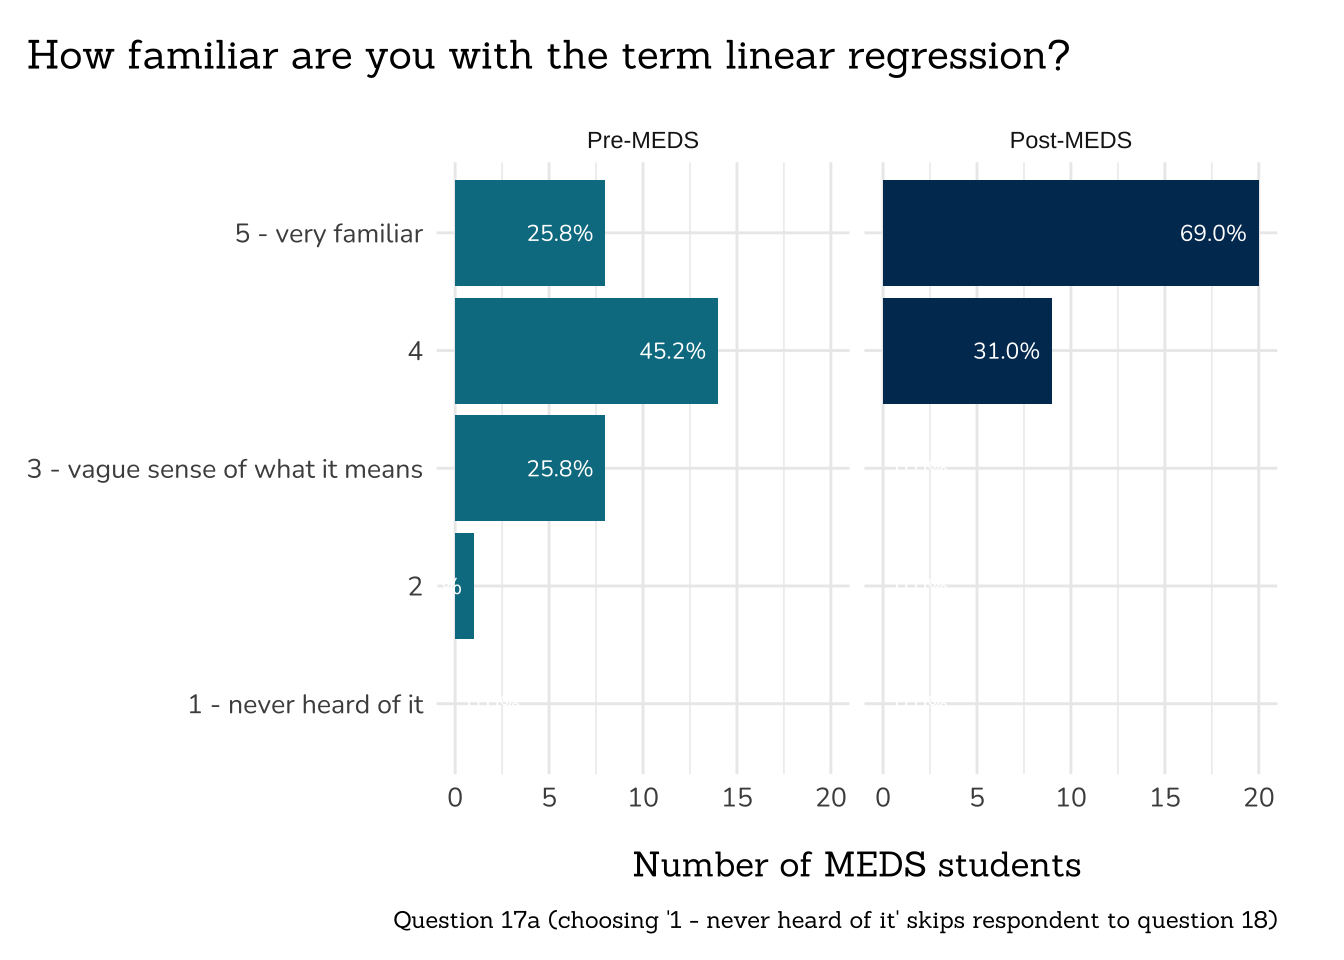 How familiar are you with the term linear regression?
Pre-MEDS
Post-MEDS
5 - very familiar
25.8%
69.0%
4
45.2%
31.0%
3 - vague sense of what it means
25.8%
2
%
1 - never heard of it
0 5 10 15 20 0 5 10 15 20
Number of MEDS students
Question 17a (choosing '1 - never heard of it' skips respondent to question 18)